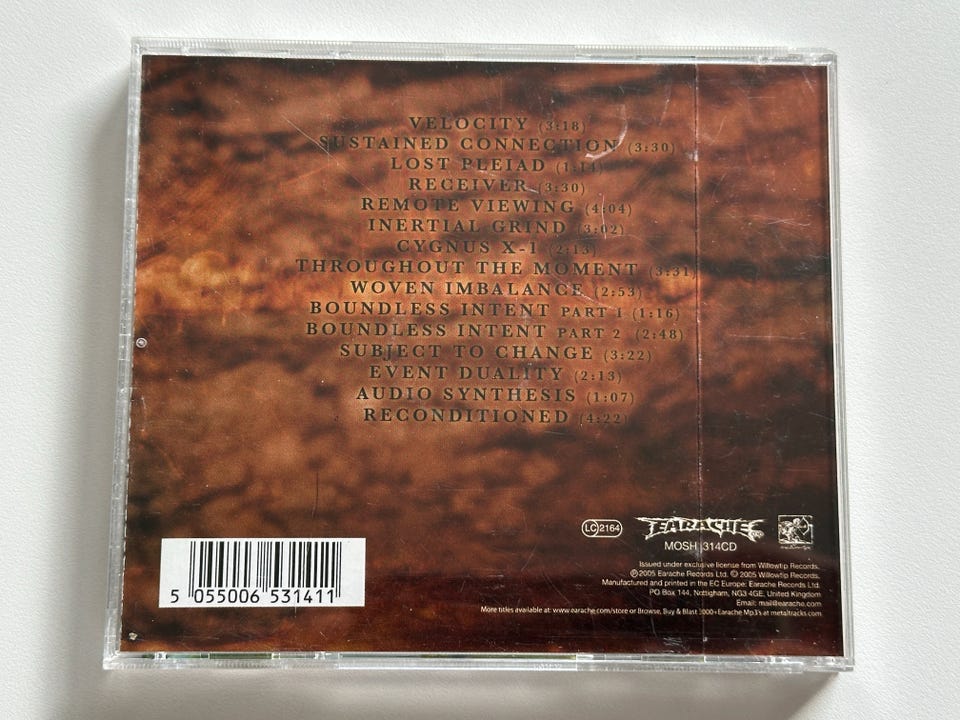 VELOCITY (3:18)
SUSTAINED CONNECTION (3:30)
LOST PLEIAD (1:14)
RECEIVER (3:30)
REMOTE VIEWING (4:04)
INERTIAL GRIND (3:02)
CYGNUS X-1 (2:13)
THROUGHOUT THE MOMENT (3:31)
WOVEN IMBALANCE (2:53)
BOUNDLESS INTENT PART 1 (1:16)
BOUNDLESS INTENT PART 2 (2:48)
SUBJECT TO CHANGE (3:22)
EVENT DUALITY (2:13)
AUDIO SYNTHESIS (1:07)
RECONDITIONED (4:22)
LC 2164
EARACHE
MOSH 314CD
Issued under exclusive license from Willowtip Records.
℗2005 Earache Records Ltd. © 2005 Willowtip Records.
Manufactured and printed in the EC Europe: Earache Records Ltd.
PO Box 144, Nottigham, NG3 4GE, United Kingdom
Email: mail@earache.com
More titles available at: www.earache.com/store or Browse, Buy & Blast 3000+Earache Mp3's at metaltracks.com
5 055006 531411